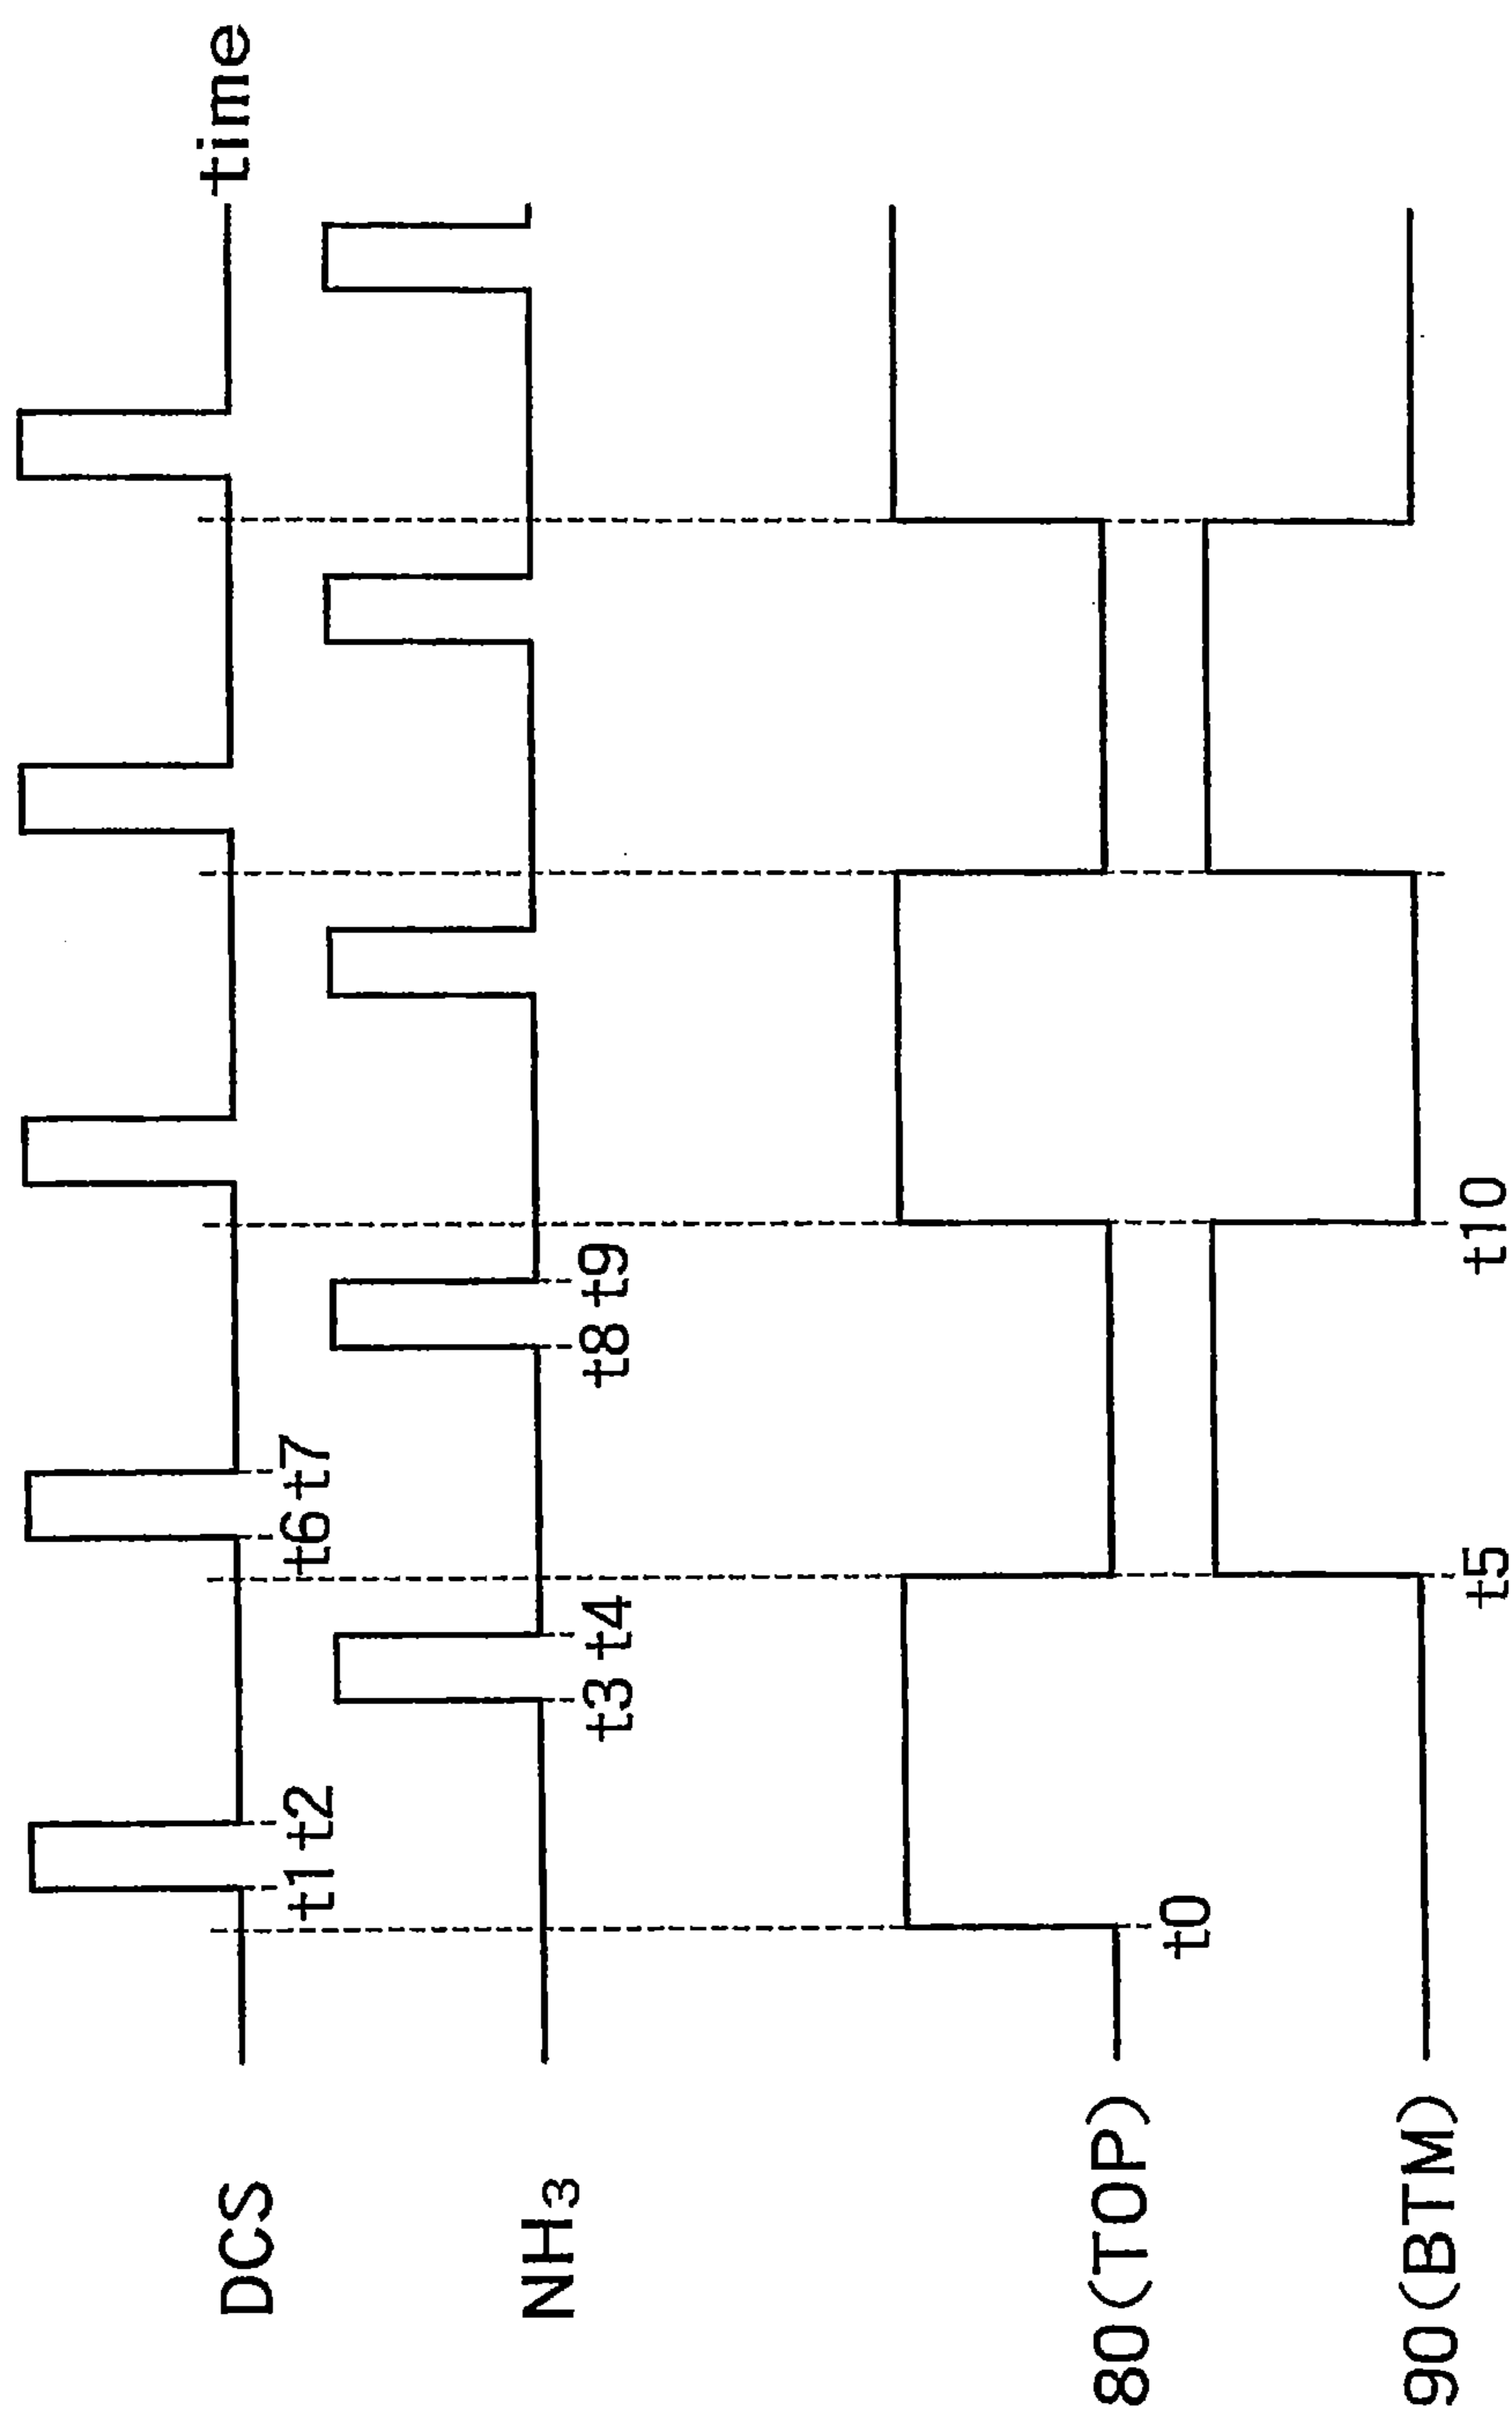 time
DCS
t1 t2
t6 t7
NH₃
t3 t4
t8 t9
80(TOP)
t0
90(BTM)
t5
t10